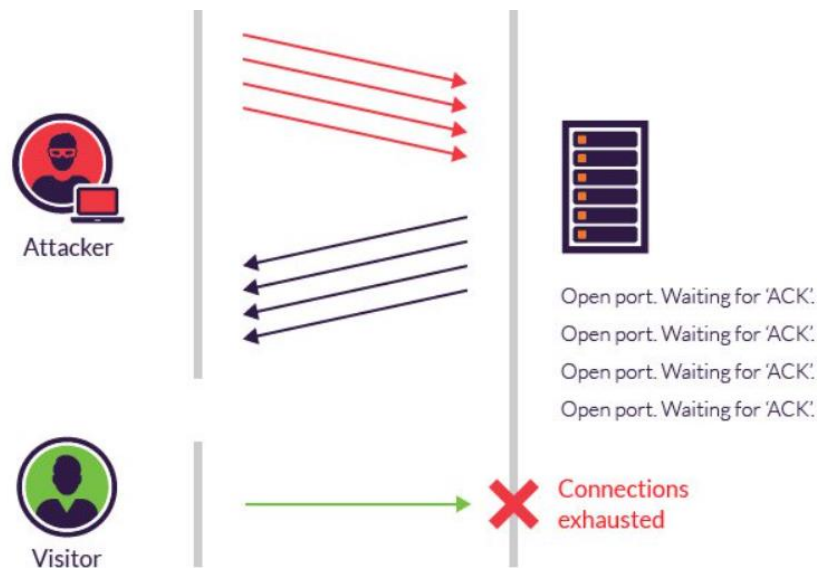 Attacker
Open port. Waiting for ‘ACK’.
Open port. Waiting for ‘ACK’.
Open port. Waiting for ‘ACK’.
Open port. Waiting for ‘ACK’.
Visitor
Connections
exhausted